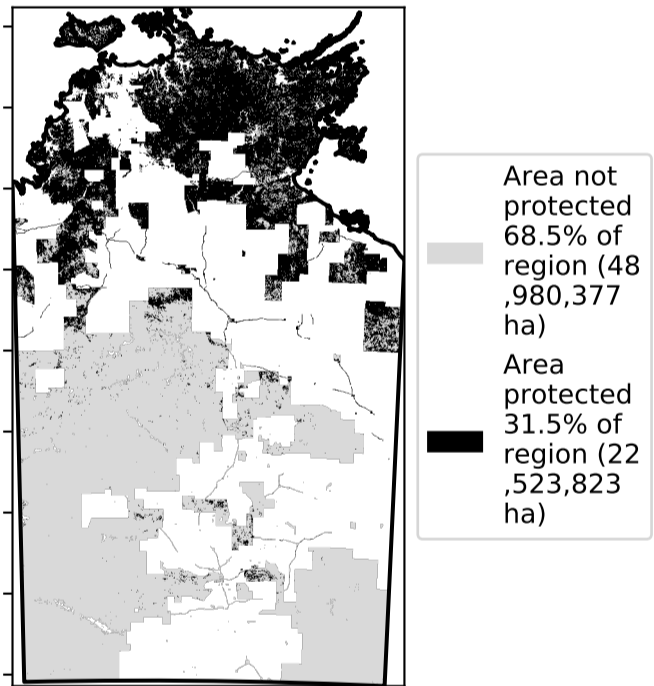 Area not
protected
68.5% of
region (48
,980,377
ha)
Area
protected
31.5% of
region (22
,523,823
ha)